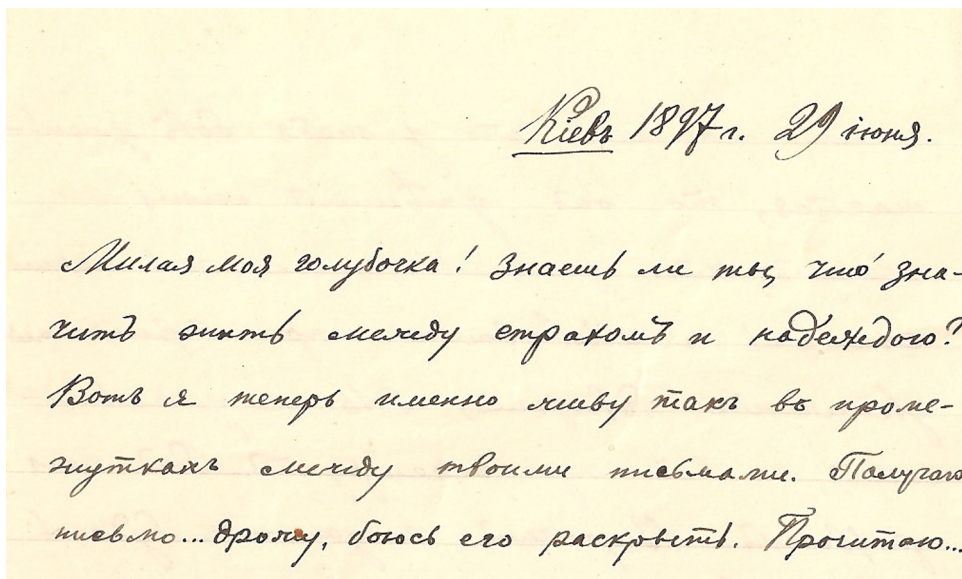 Кіевъ 1897 г. 29 іюня.
Милая моя голубочка! Знаешь ли ты, что́ зна-
читъ жить между страхомъ и надеждою?
Вотъ я теперь именно живу такъ въ проме-
жуткахъ между твоими письмами. Получаю
письмо... дрожу, боюсь его раскрыть. Прочитаю...